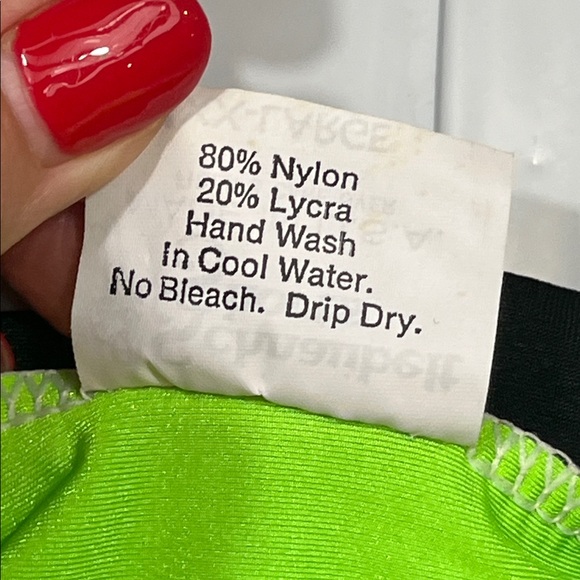 80% Nylon
20% Lycra
Hand Wash
In Cool Water.
No Bleach. Drip Dry.